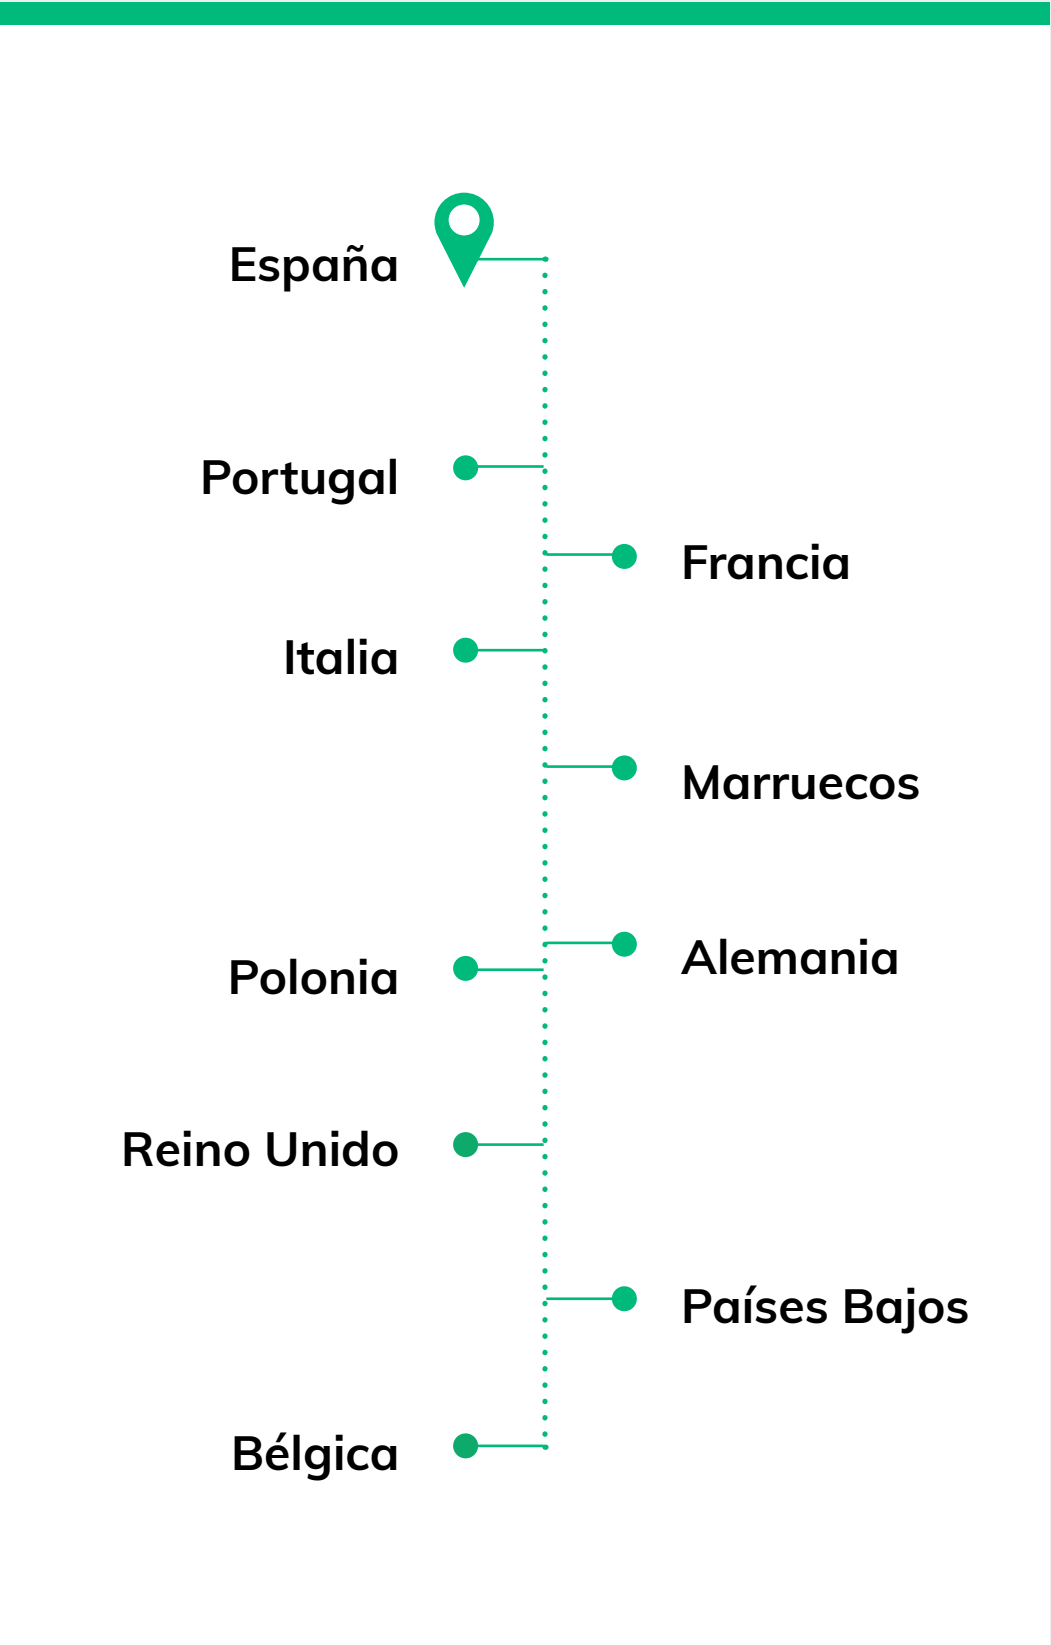 España
Portugal
Francia
Italia
Marruecos
Alemania
Polonia
Reino Unido
Países Bajos
Bélgica